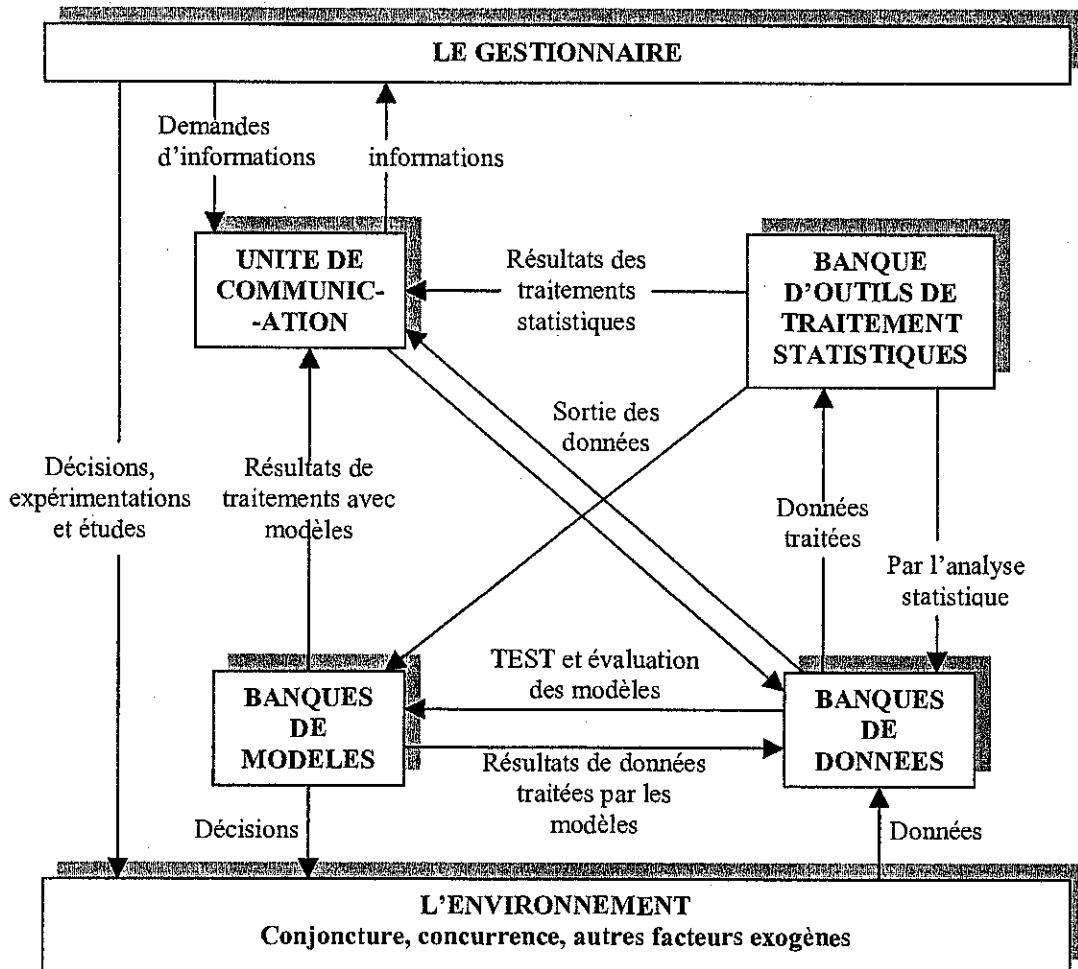 LE GESTIONNAIRE
Demandes
d'informations
informations
UNITE DE
COMMUNIC-
-ATION
Résultats des
traitements
statistiques
BANQUE
D'OUTILS DE
TRAITEMENT
STATISTIQUES
Sortie des
données
Décisions,
expérimentations
et études
Résultats de
traitements avec
modèles
Données
traitées
Par l'analyse
statistique
TEST et évaluation
des modèles
BANQUES
DE
MODELES
BANQUES
DE
DONNEES
Résultats de données
traitées par les
modèles
Décisions
Données
L'ENVIRONNEMENT
Conjoncture, concurrence, autres facteurs exogènes